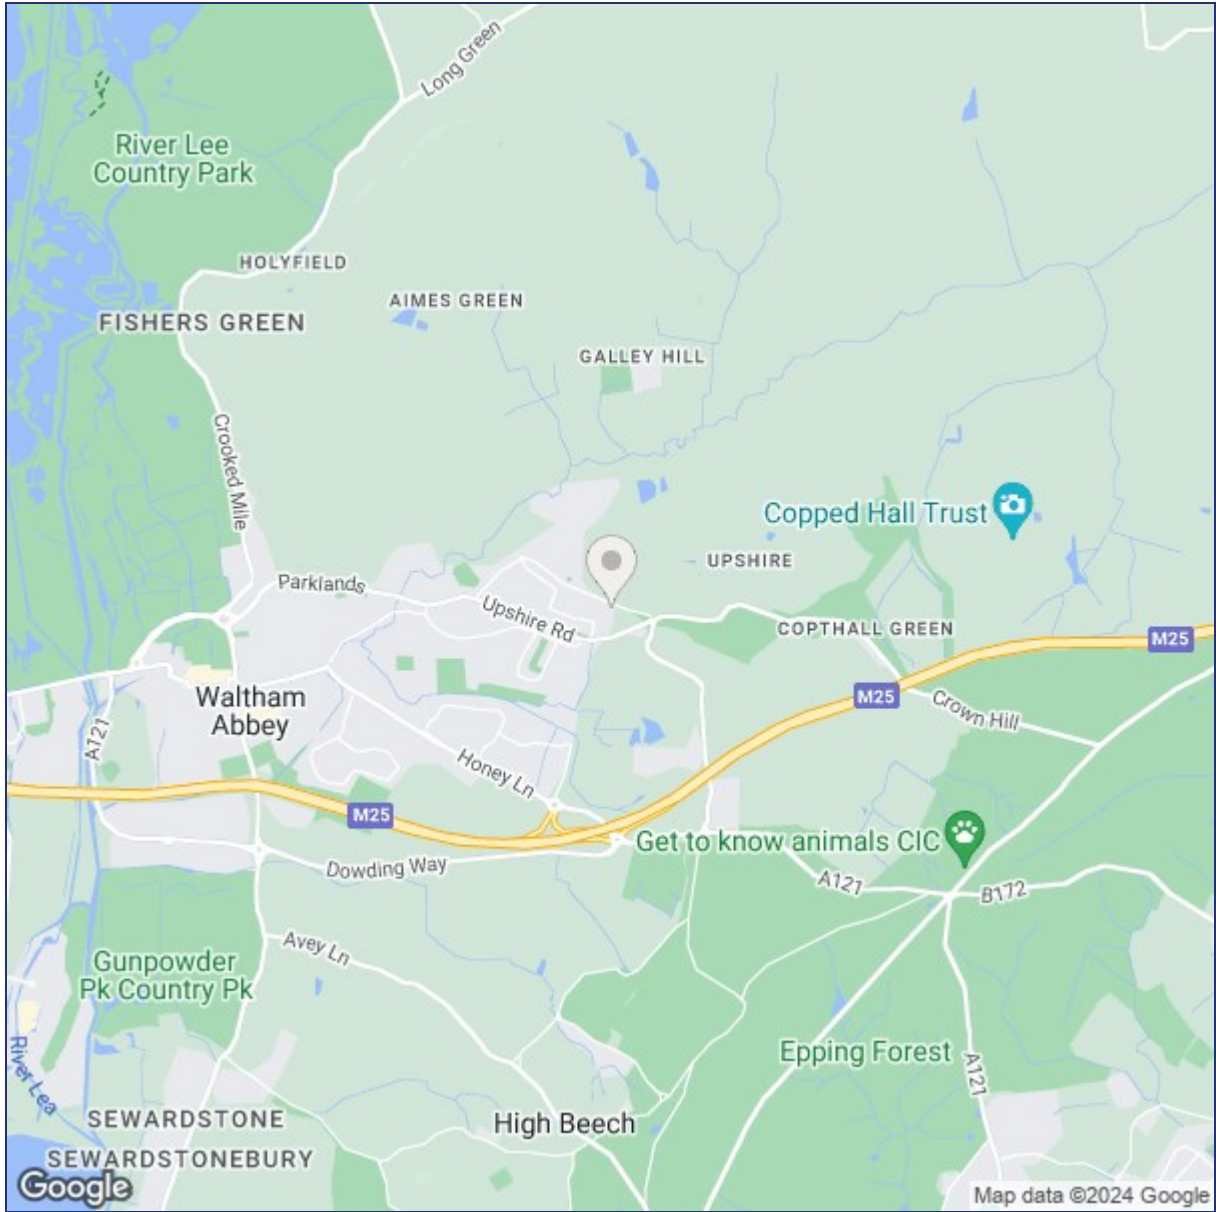 Long Green
River Lee
Country Park
HOLYFIELD
AIMES GREEN
FISHERS GREEN
GALLEY HILL
Crooked Mile
Copped Hall Trust
UPSHIRE
Parklands
Upshire Rd
COPTHALL GREEN
M25
M25
Waltham
Abbey
Crown Hill
A121
Honey Ln
M25
Get to know animals CIC
Dowding Way
A121
B172
Avey Ln
Gunpowder
Pk Country Pk
River Lea
Epping Forest
A121
SEWARDSTONE
High Beech
SEWARDSTONEBURY
Google
Map data ©2024 Google